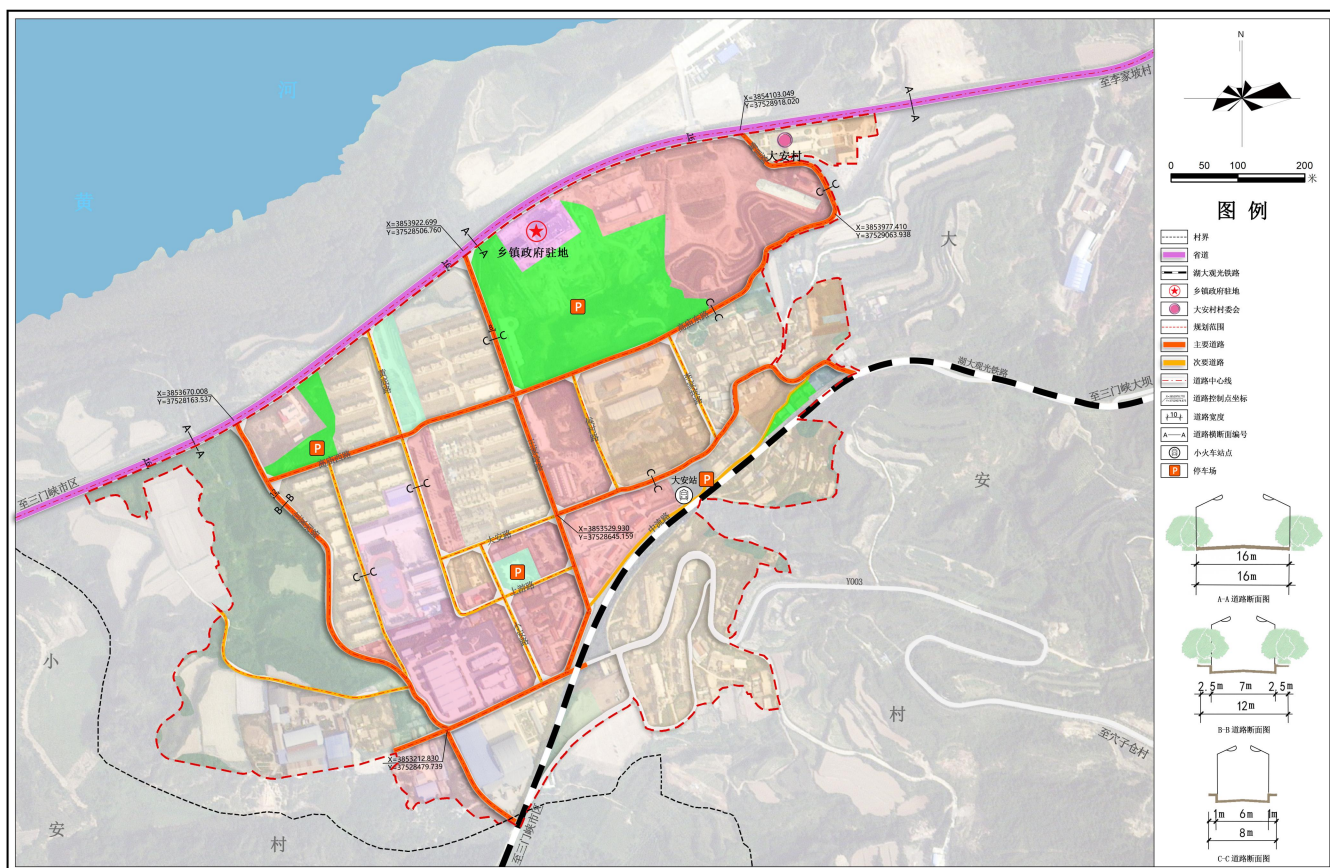 N
0 50 100 200
米
图 例
村界
省道
湖大观光铁路
乡镇政府驻地
大安村村委会
规划范围
主要道路
次要道路
道路中心线
道路控制点坐标
10
道路宽度
A A
道路横断面编号
小火车站点
P
停车场
16m
16m
A-A 道路断面图
2.5m 7m 2.5m
12m
B-B 道路断面图
1m 6m 1m
8m
C-C 道路断面图
黄
河
至李家坡村
A
A
X=3854103.049
Y=37528918.020
大安村
C C
X=3853922.699
Y=37528506.760
A
A
乡镇政府驻地
X=3853977.410
Y=37529063.938
大
P
C C
C C
湖大观光铁路
至三门峡大坝
X=3853670.008
Y=37528163.537
A
A
P
至三门峡市区
B B
C C
C C
C C
大安站
P
安
X=3853529.930
Y=37528645.159
大安路
P
上游路
Y003
小
村
至穴子仓村
X=3853212.830
Y=37528479.739
安
村
至三门峡市区